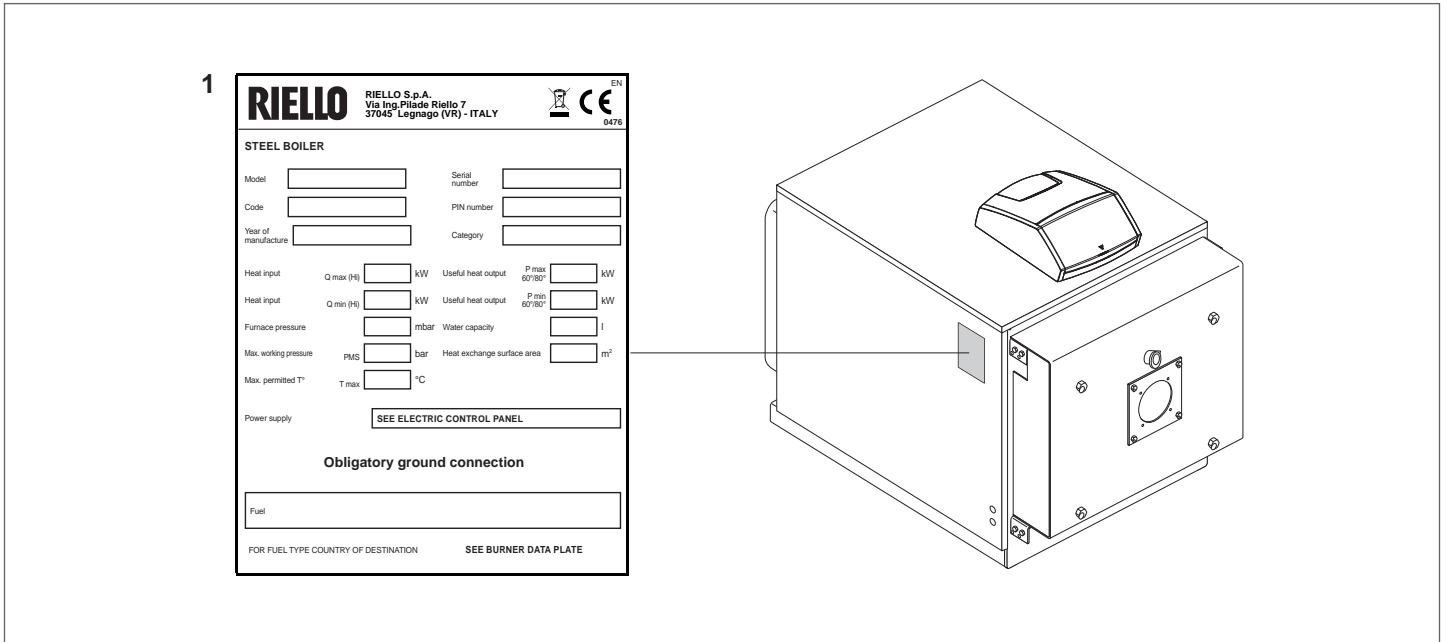 1
RIELLO
RIELLO S.p.A.
Via Ing.Pilade Riello 7
37045 Legnago (VR) - ITALY
EN
CE
0476
STEEL BOILER
Model
Serial number
Code
PIN number
Year of manufacture
Category
Heat input Q max (Hi) kW Useful heat output P max 60°/80° kW
Heat input Q min (Hi) kW Useful heat output P min 60°/80° kW
Furnace pressure mbar Water capacity l
Max. working pressure PMS bar Heat exchange surface area m²
Max. permitted T° T max °C
Power supply SEE ELECTRIC CONTROL PANEL
Obligatory ground connection
Fuel
FOR FUEL TYPE COUNTRY OF DESTINATION SEE BURNER DATA PLATE